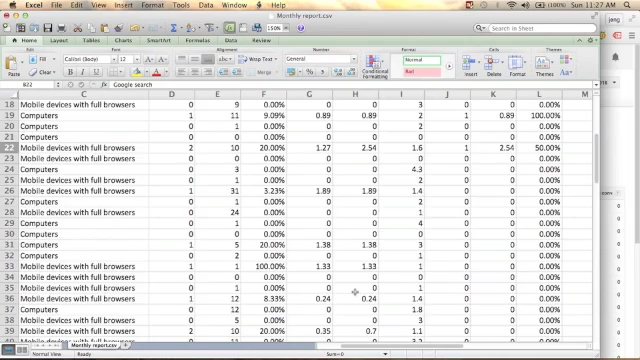 Excel File Edit View Insert Format Tools Data Window Help Sun 11:27 AM
Monthly report.csv
jong
150%
Search in Sheet
Home Layout Tables Charts SmartArt Formulas Data Review
Edit Font Alignment Number Format Cells Themes
Paste Fill Clear Calibri (Body) 12 Wrap Text Merge General Conditional Formatting Normal Bad Insert Delete Format Themes Aa
B22 fx Google search
C D E F G H I J K L M
18 Mobile devices with full browsers 0 9 0.00% 0 0 3 0 0 0.00%
19 Computers 1 11 9.09% 0.89 0.89 2 1 0.89 100.00%
20 Computers 0 1 0.00% 0 0 2 0 0 0.00%
21 Computers 0 0 0.00% 0 0 0 0 0 0.00%
22 Mobile devices with full browsers 2 10 20.00% 1.27 2.54 1.6 1 2.54 50.00%
23 Mobile devices with full browsers 0 0 0.00% 0 0 0 0 0 0.00%
24 Computers 0 3 0.00% 0 0 4.3 0 0 0.00%
25 Computers 0 1 0.00% 0 0 2 0 0 0.00%
26 Mobile devices with full browsers 1 31 3.23% 1.89 1.89 1.4 0 0 0.00%
27 Computers 0 1 0.00% 0 0 1 0 0 0.00%
28 Mobile devices with full browsers 0 24 0.00% 0 0 1 0 0 0.00%
29 Computers 0 1 0.00% 0 0 4 0 0 0.00%
30 Computers 0 0 0.00% 0 0 0 0 0 0.00%
31 Computers 1 5 20.00% 1.38 1.38 3 0 0 0.00%
32 Computers 0 2 0.00% 0 0 1 0 0 0.00%
33 Mobile devices with full browsers 1 1 100.00% 1.33 1.33 1 0 0 0.00%
34 Mobile devices with full browsers 0 0 0.00% 0 0 0 0 0 0.00%
35 Mobile devices with full browsers 0 1 0.00% 0 0 1 0 0 0.00%
36 Mobile devices with full browsers 1 12 8.33% 0.24 0.24 1.4 0 0 0.00%
37 Computers 0 12 0.00% 0 0 1.8 0 0 0.00%
38 Mobile devices with full browsers 0 5 0.00% 0 0 3 0 0 0.00%
39 Mobile devices with full browsers 2 10 20.00% 0.35 0.7 1.1 0 0 0.00%
Monthly report.csv
Normal View Ready Sum=0